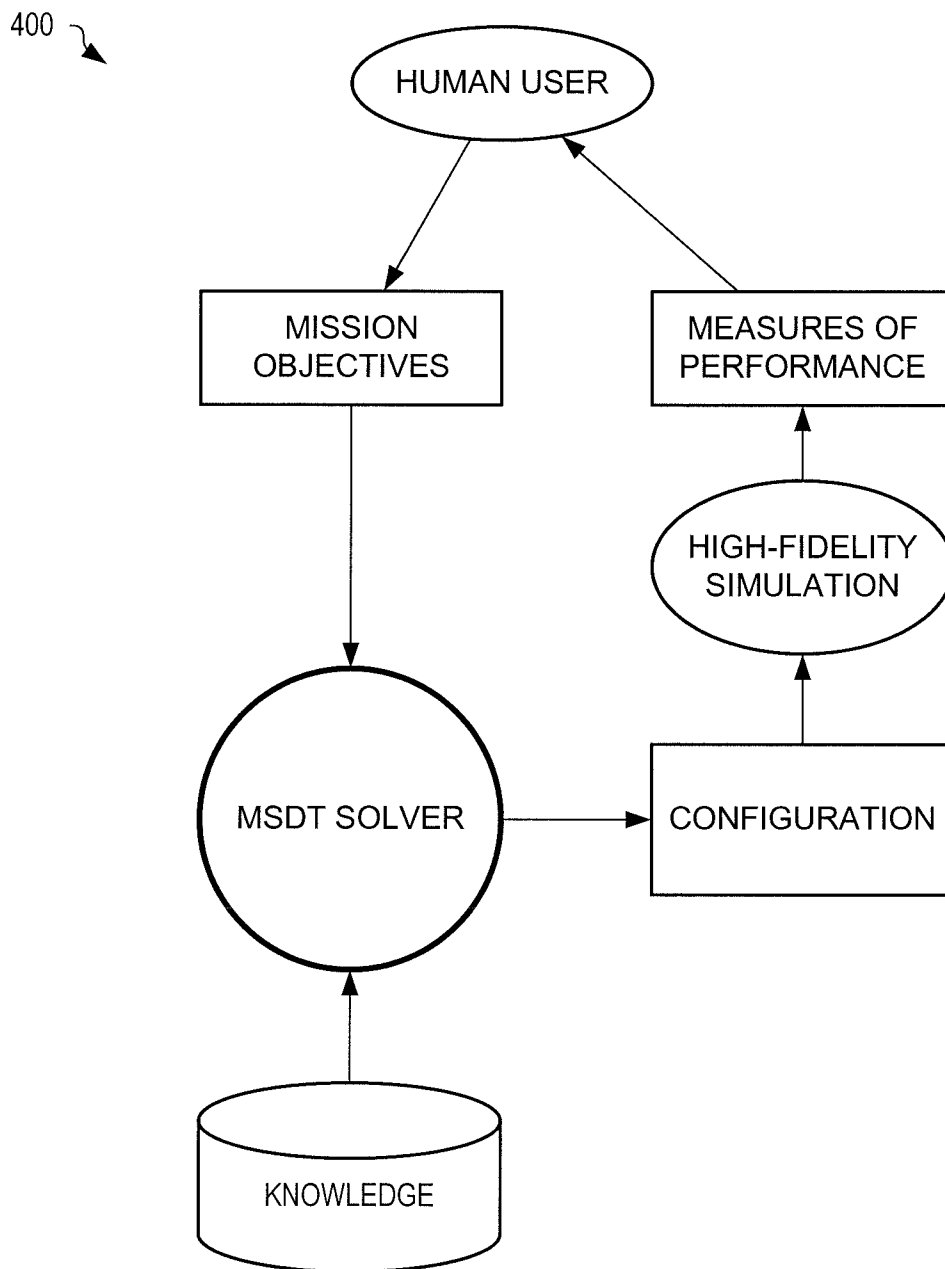 400
HUMAN USER
MISSION
OBJECTIVES
MEASURES OF
PERFORMANCE
HIGH-FIDELITY
SIMULATION
MSDT SOLVER
CONFIGURATION
KNOWLEDGE